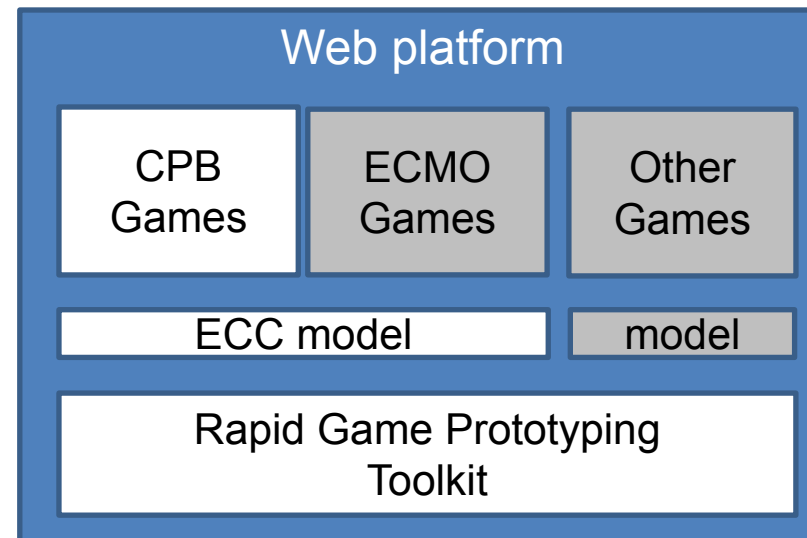 Web platform
CPB
Games
ECMO
Games
Other
Games
ECC model
model
Rapid Game Prototyping
Toolkit